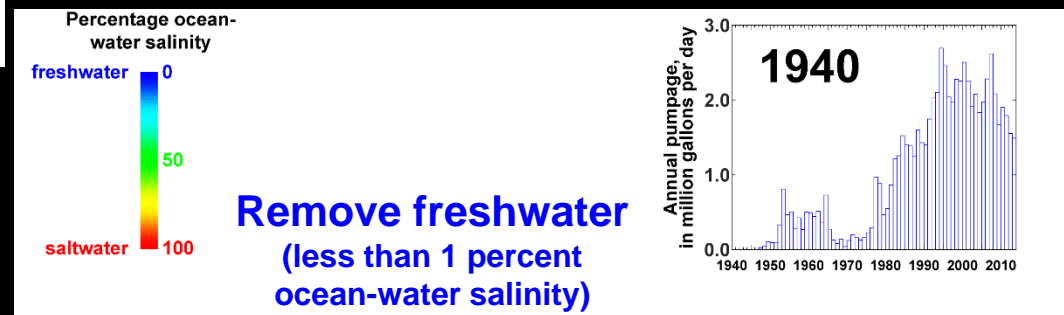 Percentage ocean-
water salinity
freshwater 0
50
saltwater 100
Remove freshwater
(less than 1 percent
ocean-water salinity)
Annual pumpage,
in million gallons per day
3.0
2.0
1.0
0.0
1940
1940 1950 1960 1970 1980 1990 2000 2010